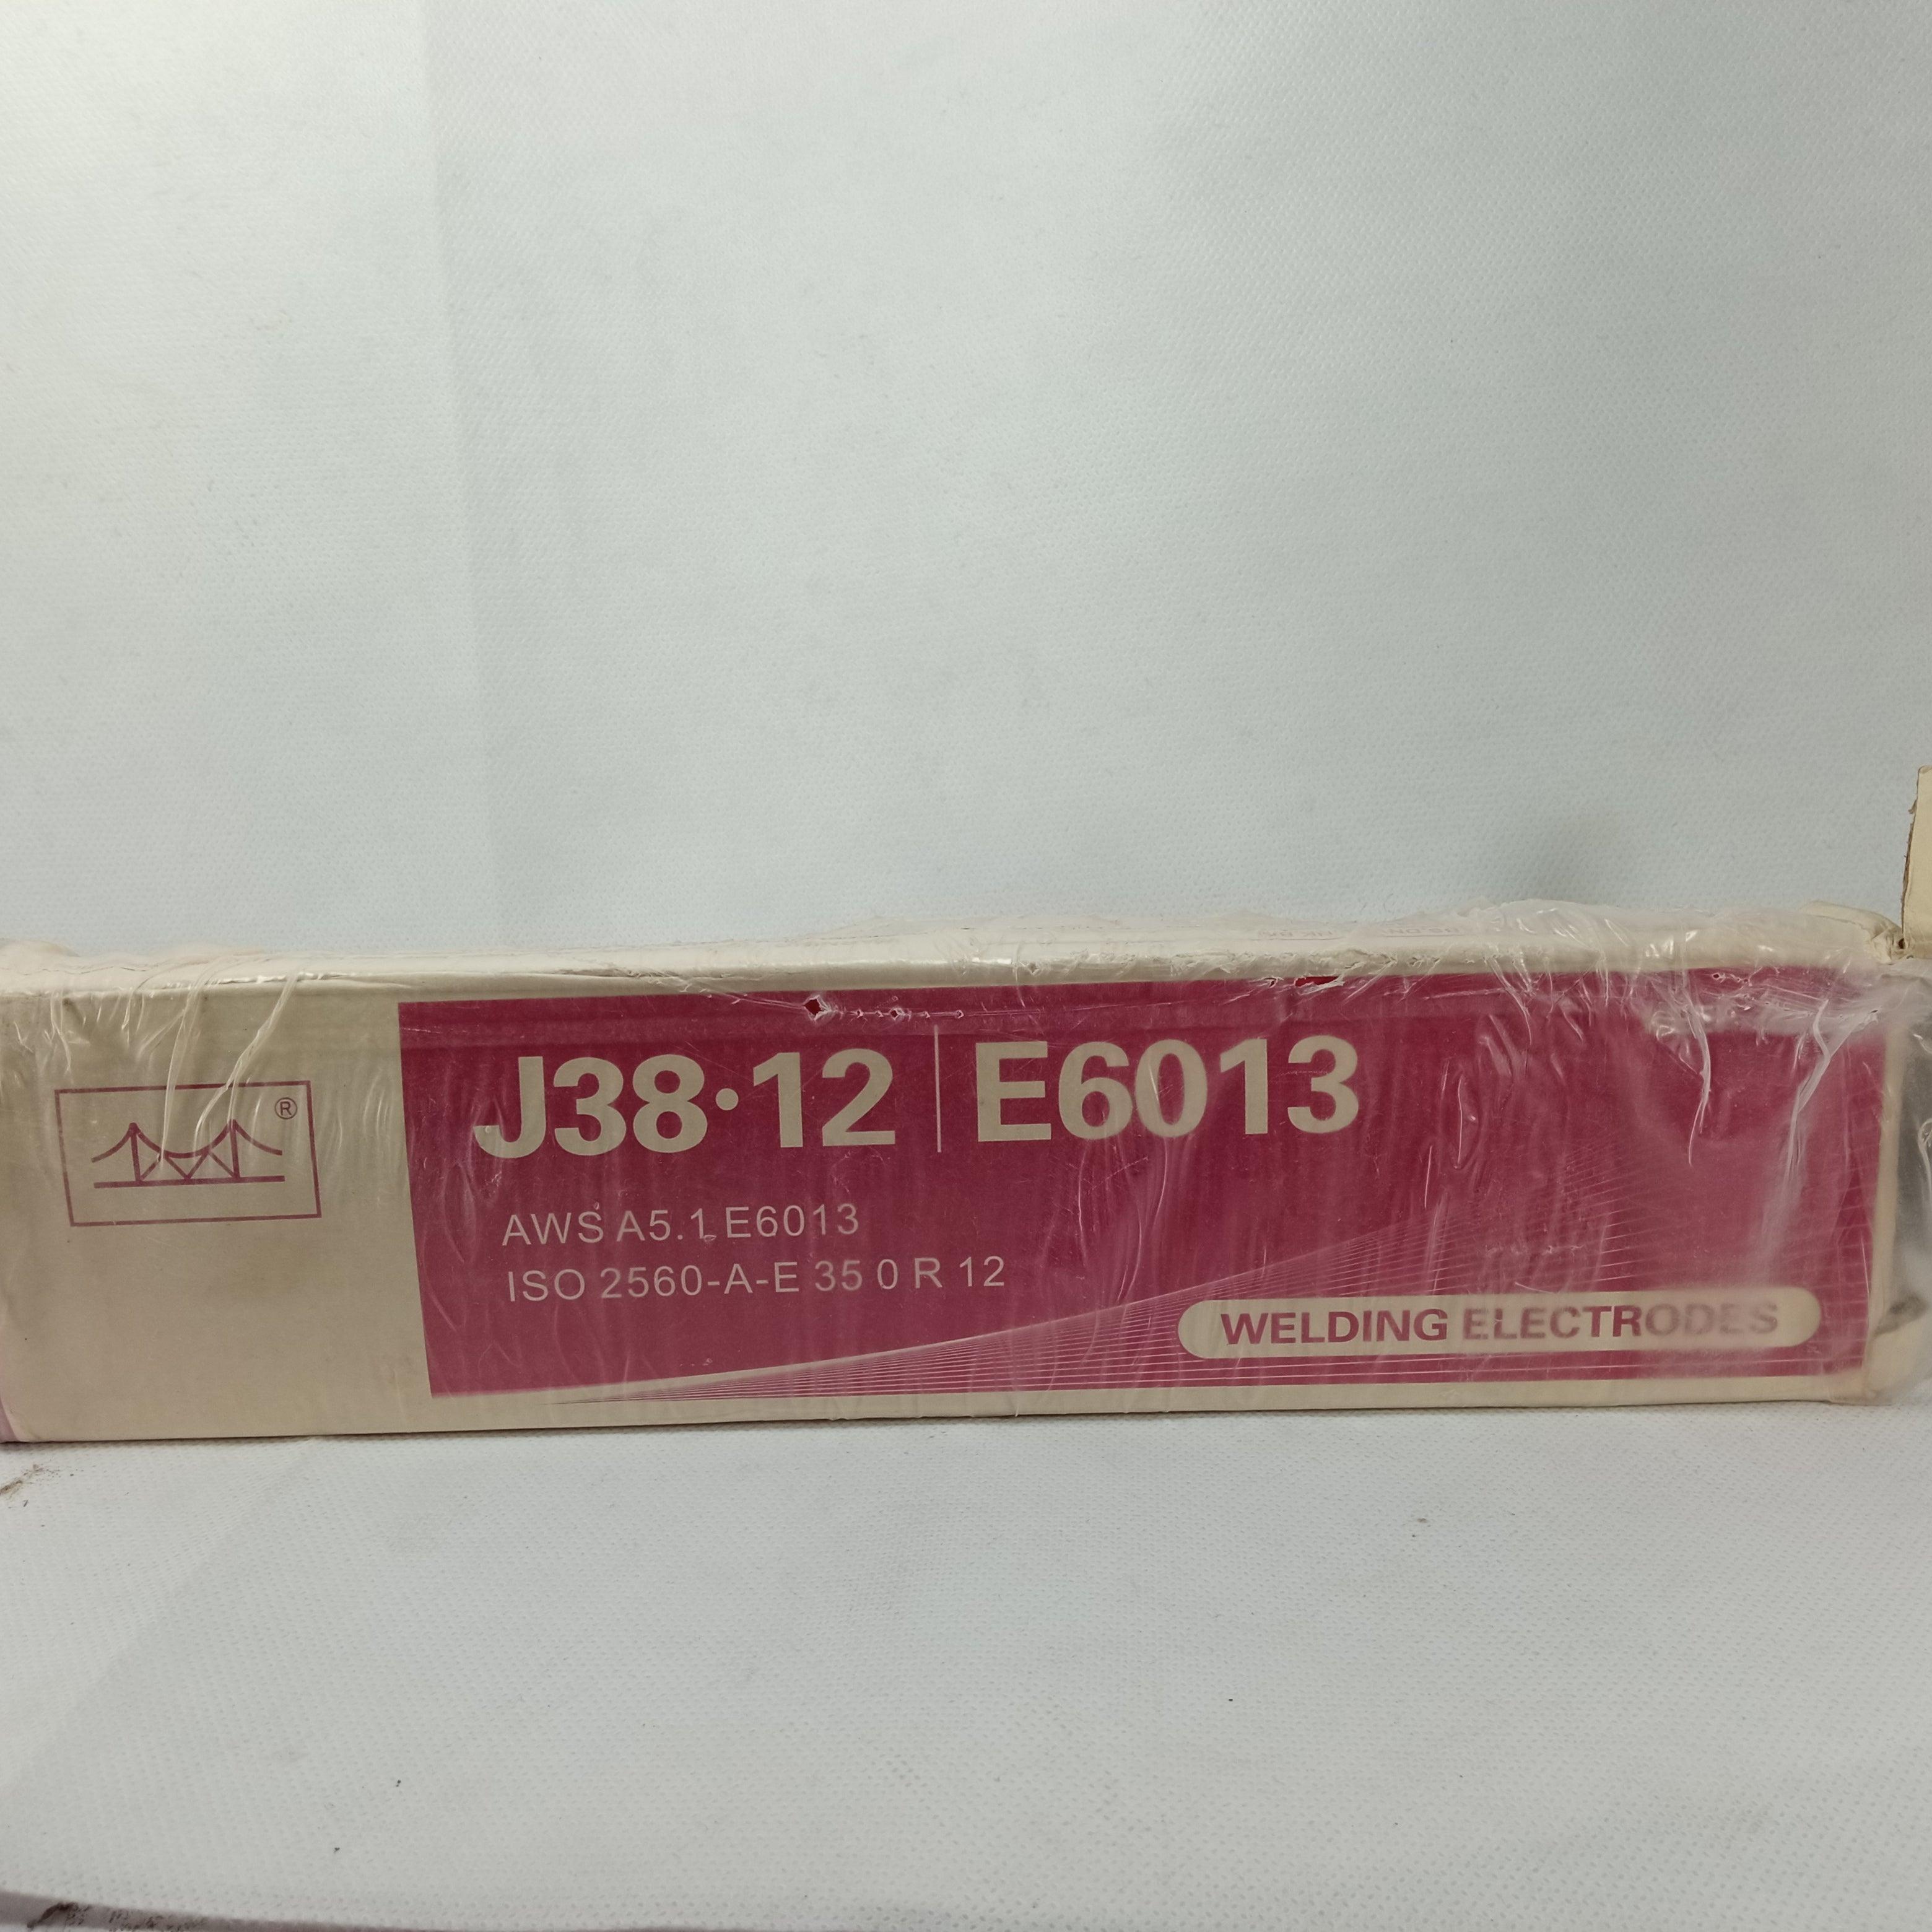 ®
J38·12 | E6013
AWS A5.1 E6013
ISO 2560-A-E 35 0 R 12
WELDING ELECTRODES